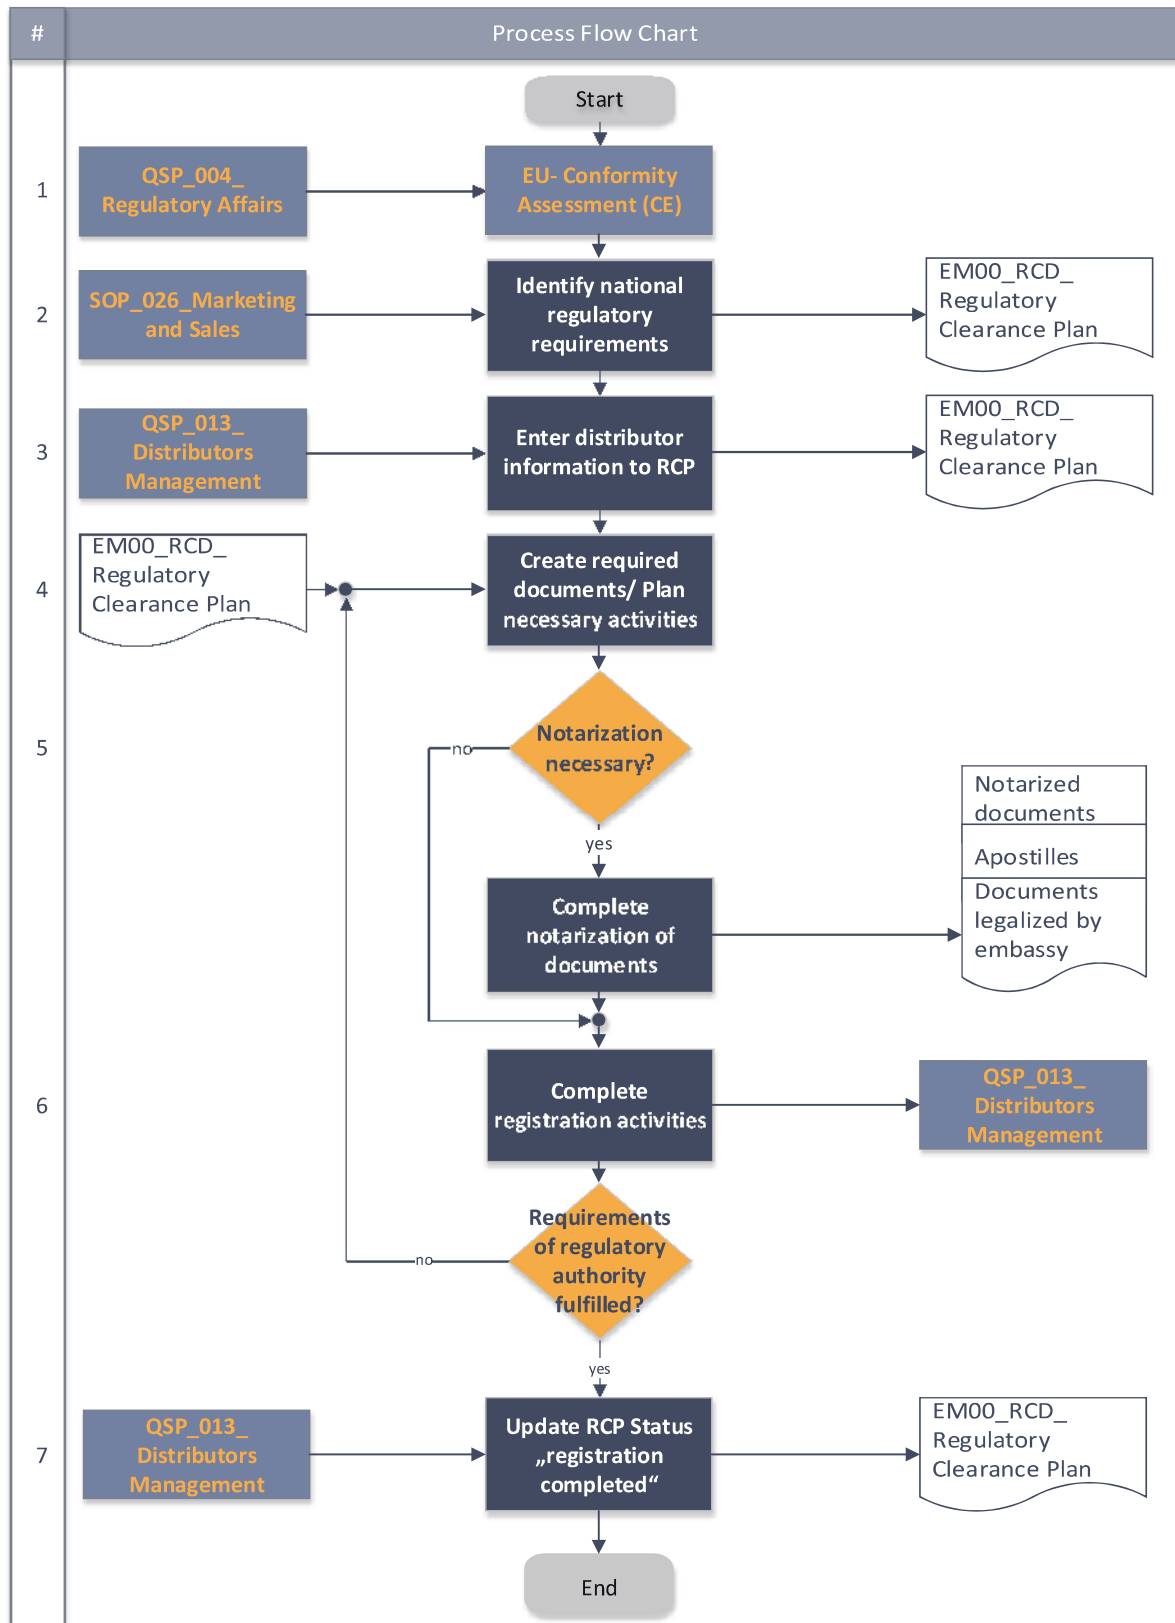 #
Process Flow Chart
Start
1
QSP_004_
Regulatory Affairs
EU- Conformity
Assessment (CE)
2
SOP_026_Marketing
and Sales
Identify national
regulatory
requirements
EM00_RCD_
Regulatory
Clearance Plan
3
QSP_013_
Distributors
Management
Enter distributor
information to RCP
EM00_RCD_
Regulatory
Clearance Plan
4
EM00_RCD_
Regulatory
Clearance Plan
Create required
documents/ Plan
necessary activities
5
no
Notarization
necessary?
yes
Complete
notarization of
documents
Notarized
documents
Apostilles
Documents
legalized by
embassy
6
Complete
registration activities
QSP_013_
Distributors
Management
no
Requirements
of regulatory
authority
fulfilled?
yes
7
QSP_013_
Distributors
Management
Update RCP Status
„registration
completed“
EM00_RCD_
Regulatory
Clearance Plan
End